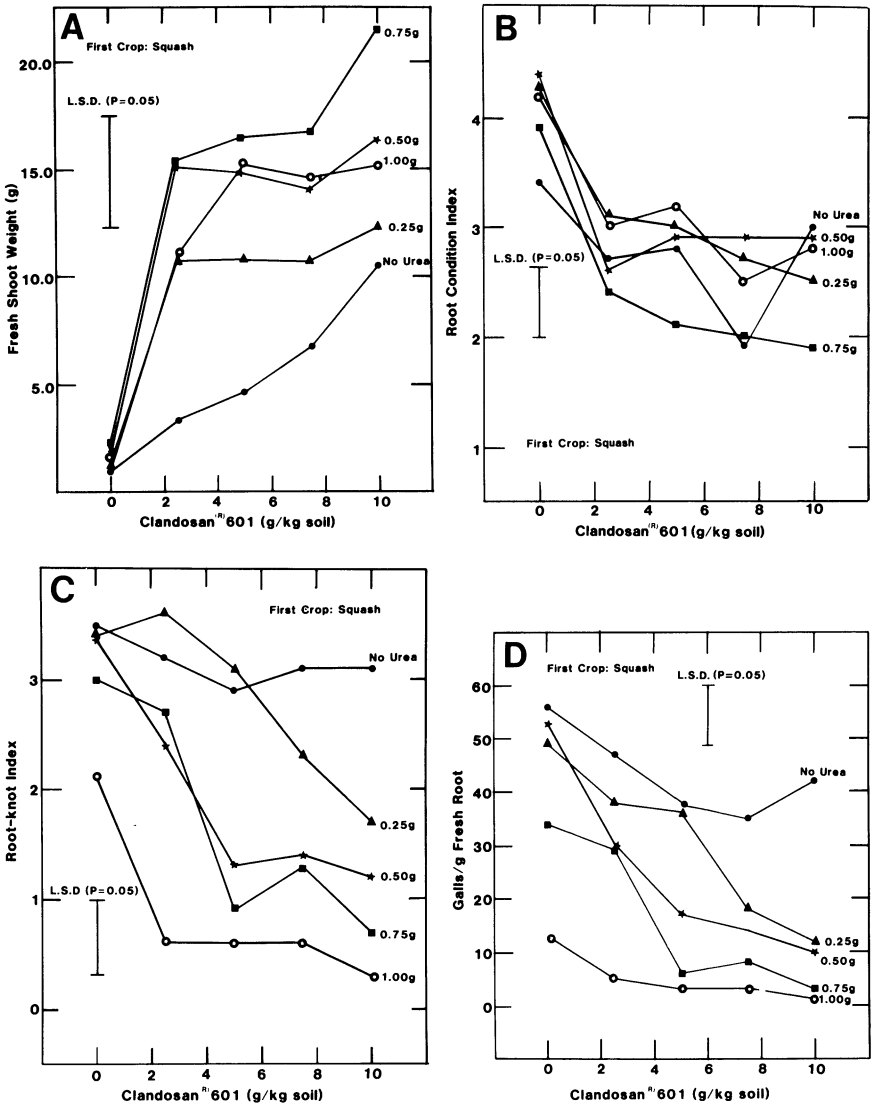 A
First Crop: Squash
L.S.D. (P=0.05)
20.0
15.0
10.0
5.0
Fresh Shoot Weight (g)
0.75g
0.50g
1.00g
0.25g
No Urea
0 2 4 6 8 10
Clandosan(R)601 (g/kg soil)
B
4
3
2
1
Root Condition Index
L.S.D. (P=0.05)
No Urea
0.50g
1.00g
0.25g
0.75g
First Crop: Squash
0 2 4 6 8 10
Clandosan(R)601 (g/kg soil)
C
First Crop: Squash
3
2
1
0
Root-knot Index
L.S.D (P=0.05)
No Urea
0.25g
0.50g
0.75g
1.00g
0 2 4 6 8 10
Clandosan R) 601 (g/kg soil)
D
First Crop: Squash
L.S.D. (P=0.05)
60
50
40
30
20
10
0
Galls/g Fresh Root
No Urea
0.25g
0.50g
0.75g
1.00g
0 2 4 6 8 10
Clandosan R) 601 (g/kg soil)